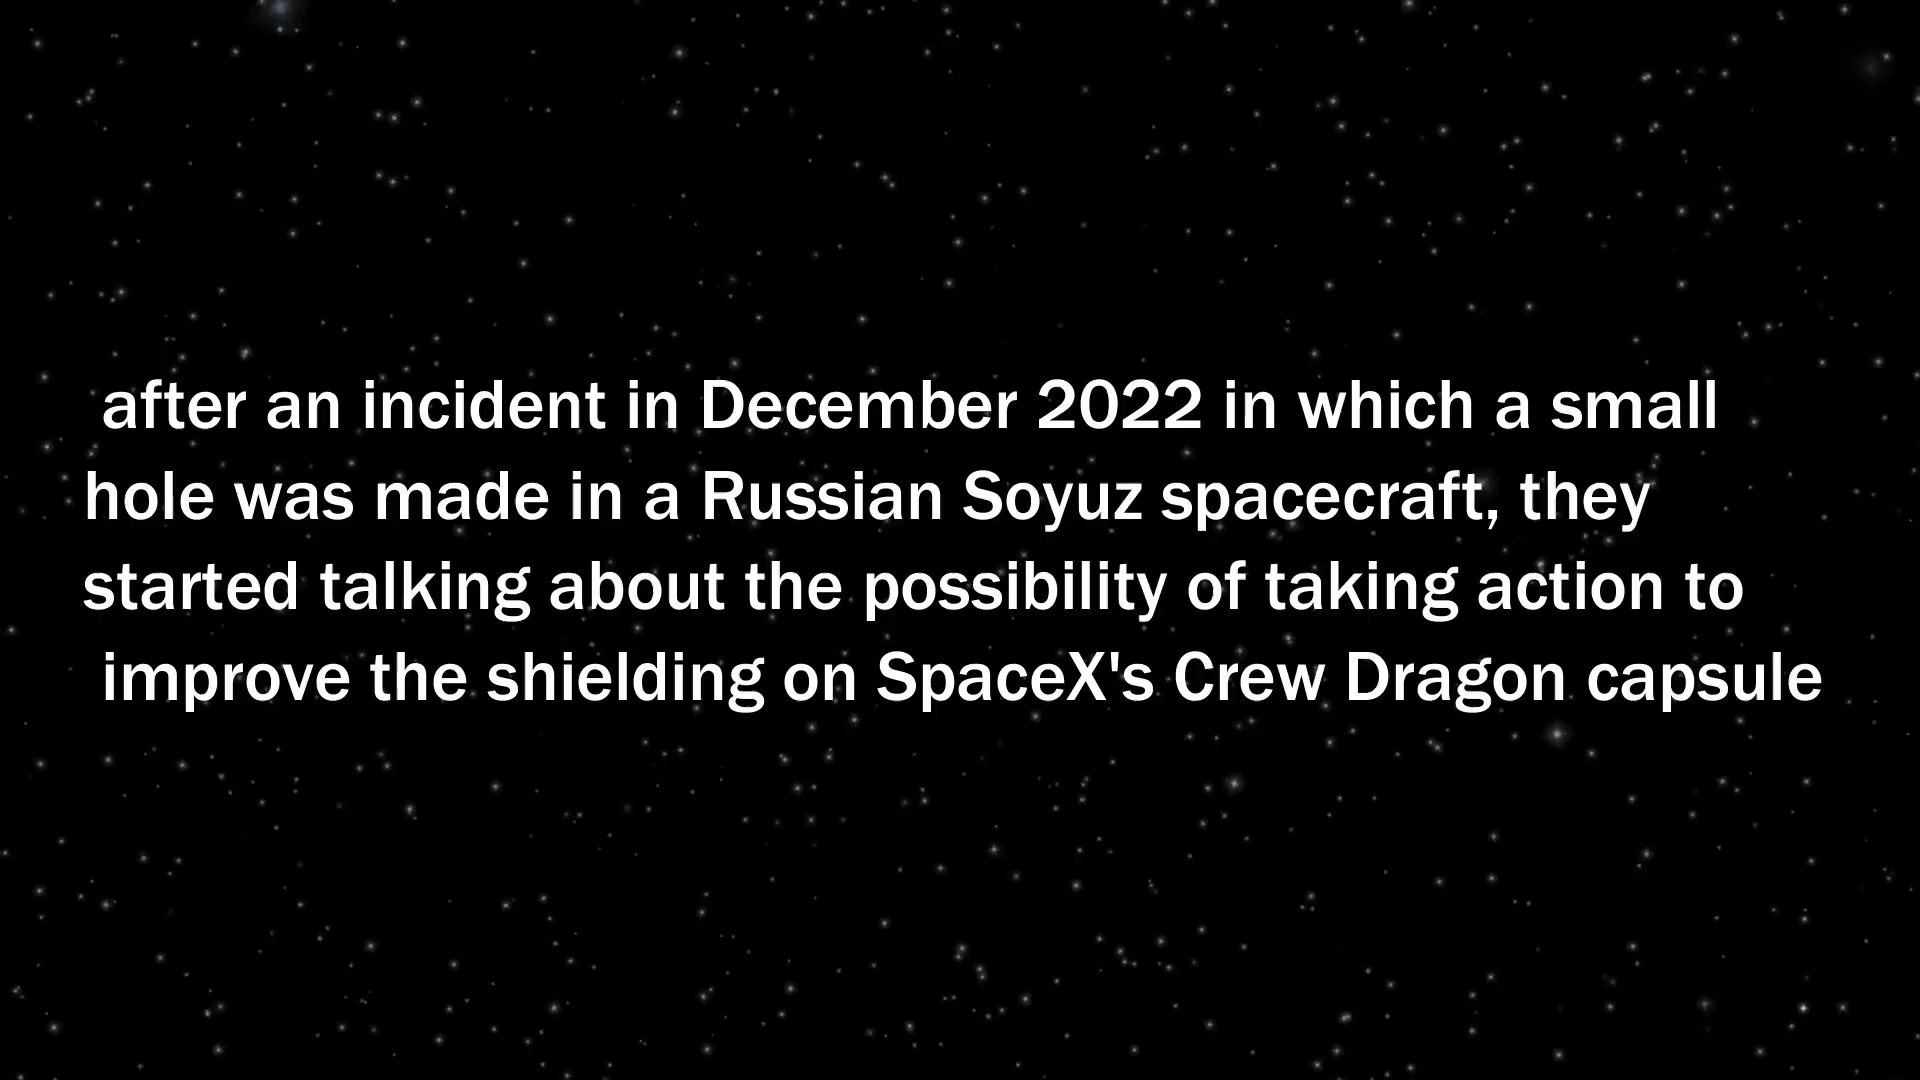 after an incident in December 2022 in which a small
hole was made in a Russian Soyuz spacecraft, they
started talking about the possibility of taking action to
improve the shielding on SpaceX's Crew Dragon capsule